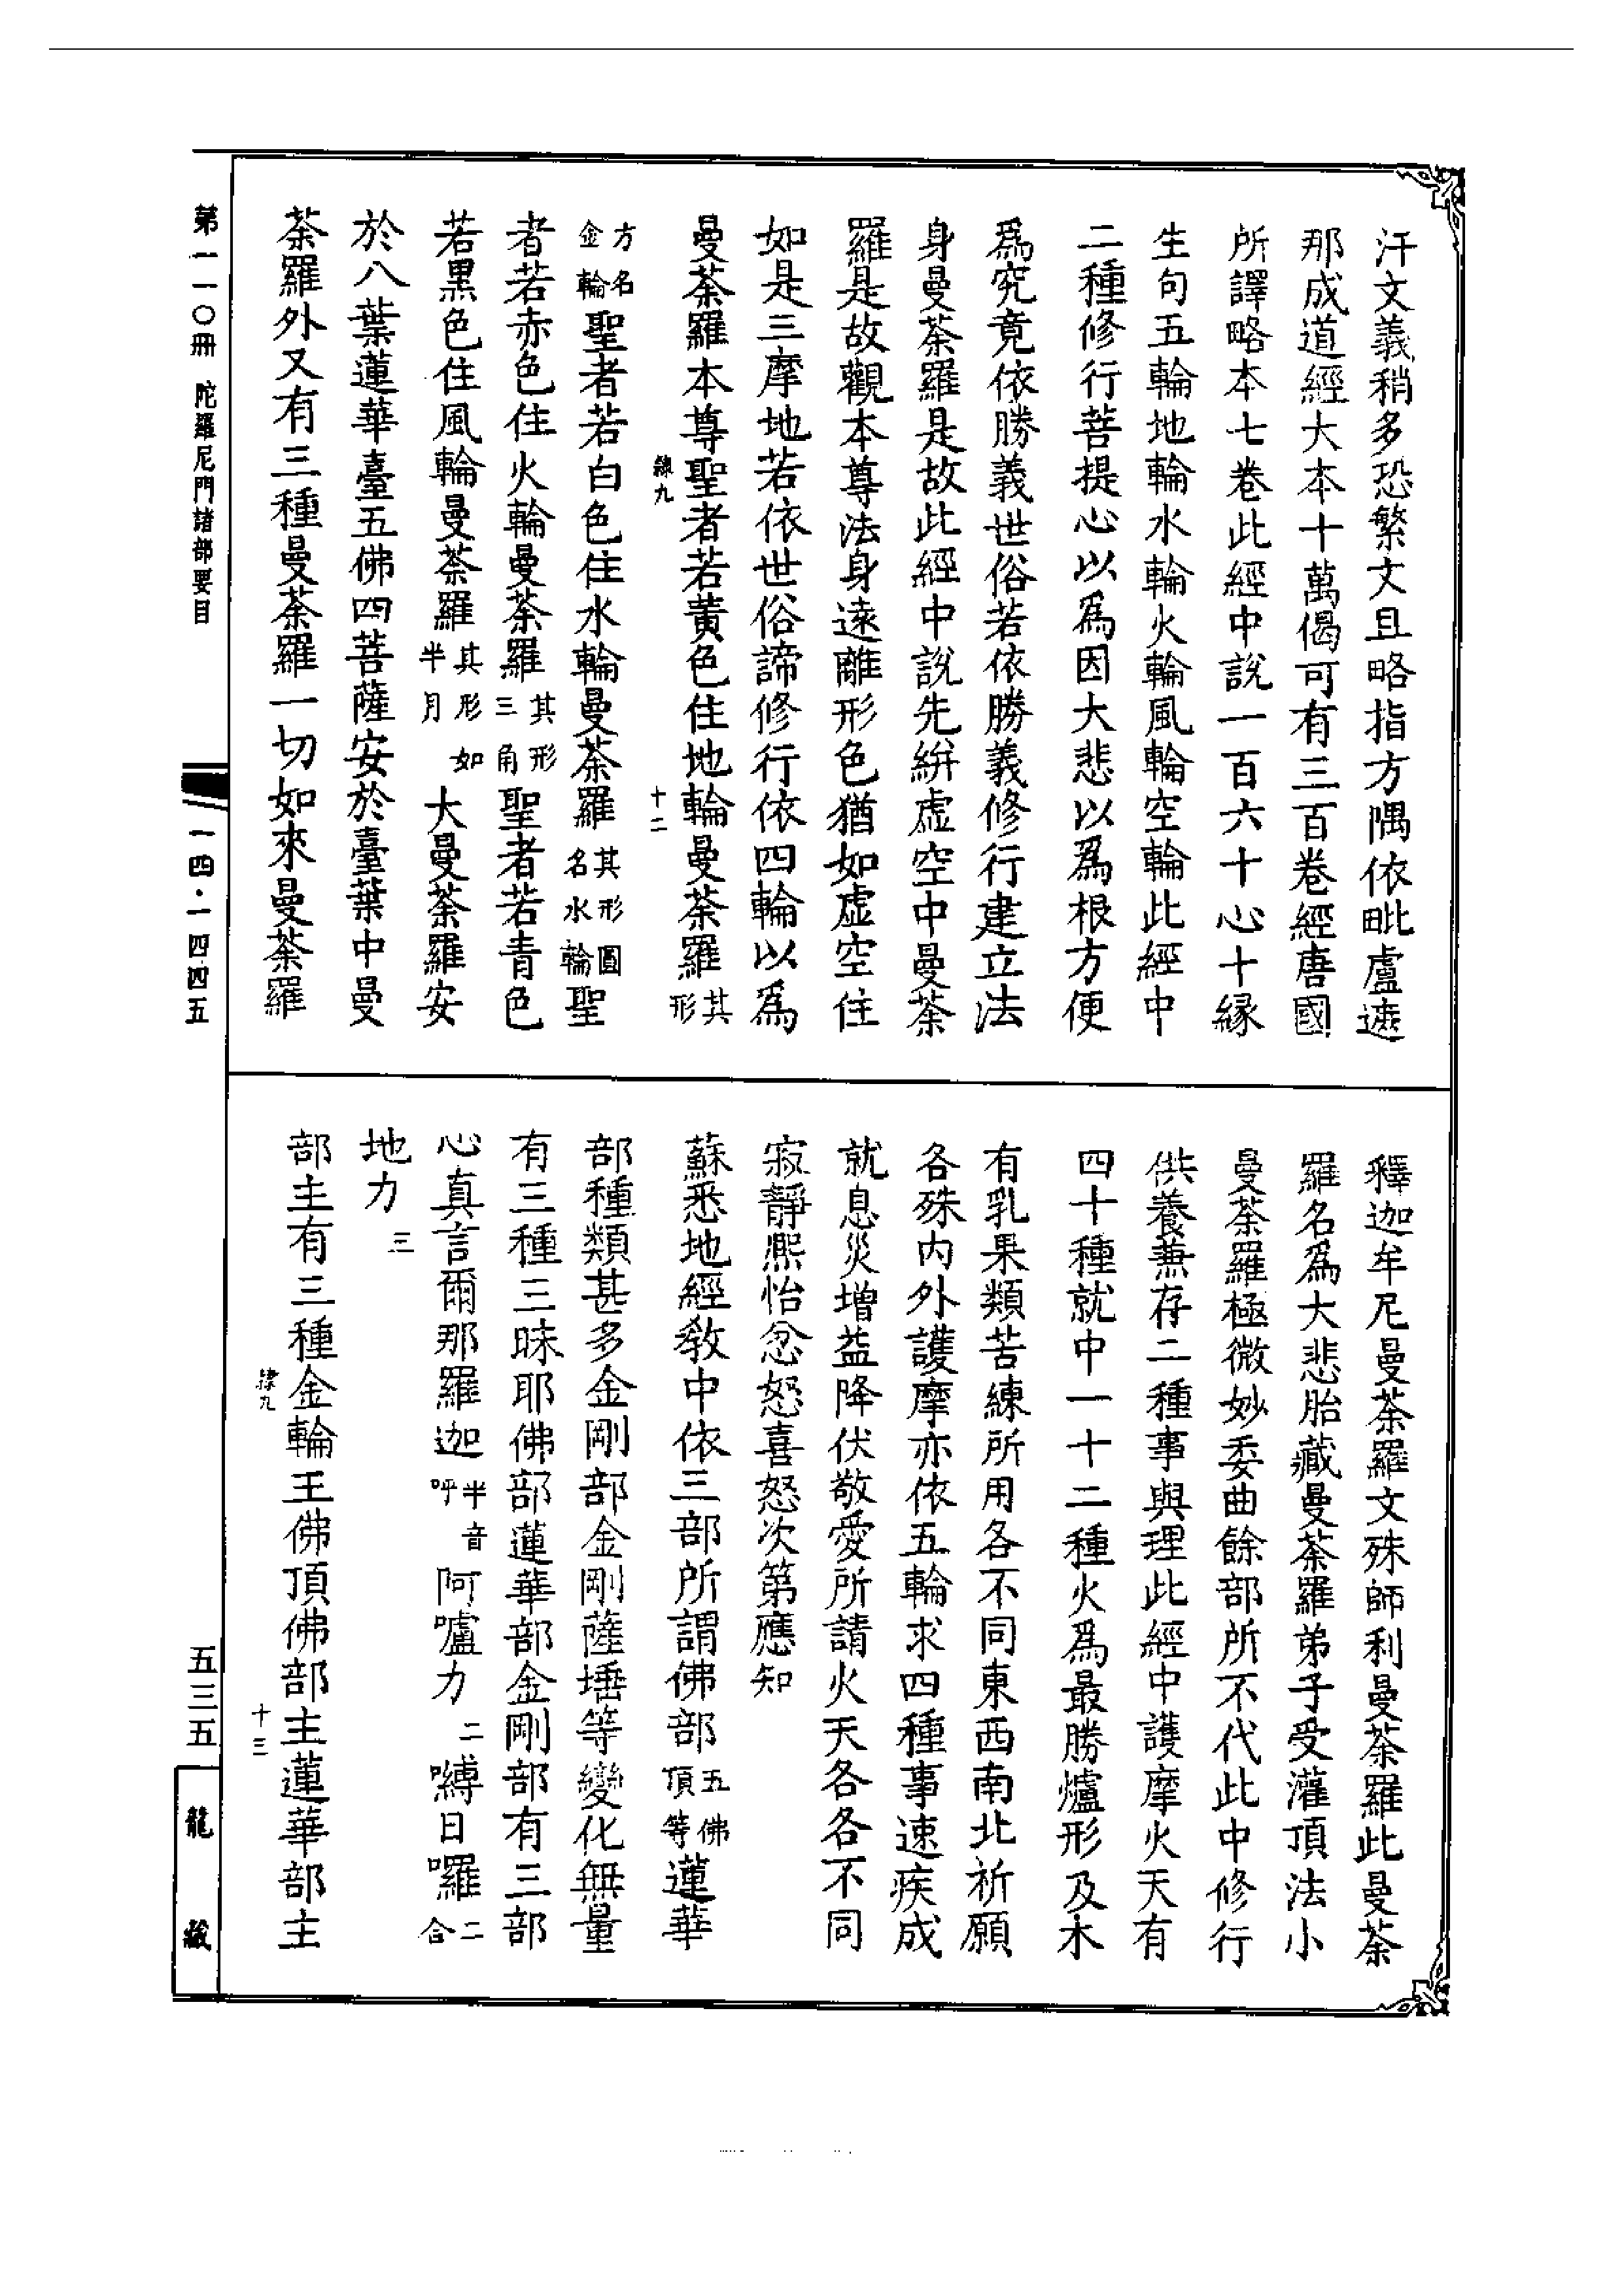 汗文義稍多恐繁文且略指方隅依毗盧遮
那成道經大本十萬偈可有三百卷經唐國
所譯略本七卷此經中說一百六十心十緣
生句五輪地輪水輪火輪風輪空輪此經中
二種修行菩提心以為因大悲以為根方便
為究竟依勝義世俗若依勝義修行建立法
身曼荼羅是故此經中說先絣虛空中曼荼
羅是故觀本尊法身遠離形色猶如虛空住
如是三摩地若依世俗諦修行依四輪以為
曼荼羅本尊聖者若黃色住地輪曼荼羅其形
方名金輪聖者若白色住水輪曼荼羅其形圓名水輪聖
者若赤色住火輪曼荼羅其形三角形聖者若青色
若黑色住風輪曼荼羅其形如半月大曼荼羅安
於八葉蓮華臺五佛四菩薩安於臺葉中曼
荼羅外又有三種曼荼羅一切如來曼荼羅
隸九
十二
釋迦牟尼曼荼羅文殊師利曼荼羅此曼荼
羅名為大悲胎藏曼荼羅弟子受灌頂法小
曼荼羅極微妙委曲餘部所不代此中修行
供養兼存二種事與理此經中護摩火天有
四十種就中一十二種火為最勝爐形及木
有乳果類苦練所用各不同東西南北祈願
各殊內外護摩亦依五輪求四種事速疾成
就息災增益降伏敬愛所請火天各各不同
寂靜熙怡忿怒喜怒次第應知
蘇悉地經教中依三部所謂佛部五佛頂等蓮華
部種類甚多金剛部金剛薩埵等變化無量
有三種三昧耶佛部蓮華部金剛部有三部
心真言爾那羅迦半音呼阿嚧力二嚩日囉二合
地力三
部主有三種金輪王佛頂佛部主蓮華部主
隸九
十三
第一一〇冊　陀羅尼門諸部要目
一四·一四四五
五三五
龍藏